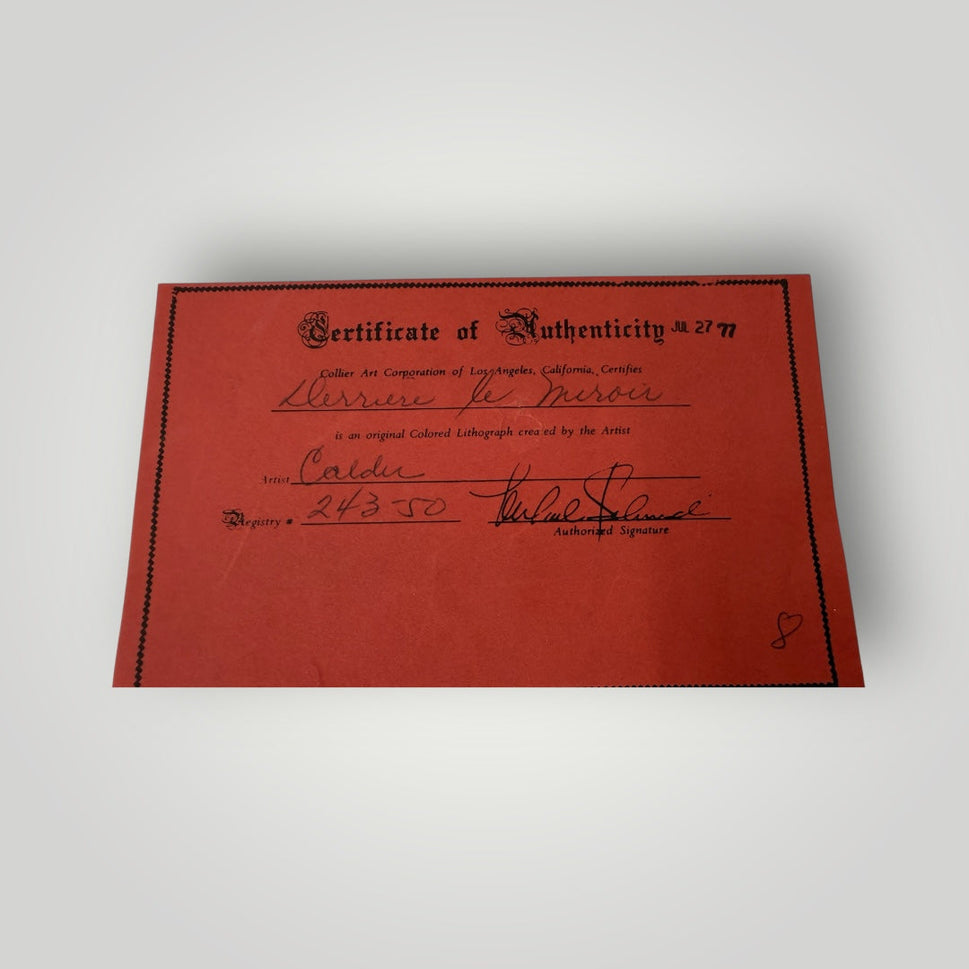 Certificate of Authenticity JUL 27 77
Collier Art Corporation of Los Angeles, California, Certifies
Derriere le Miroir
is an original Colored Lithograph created by the Artist
Artist Calder
Registry # 243-50
Authorized Signature
8